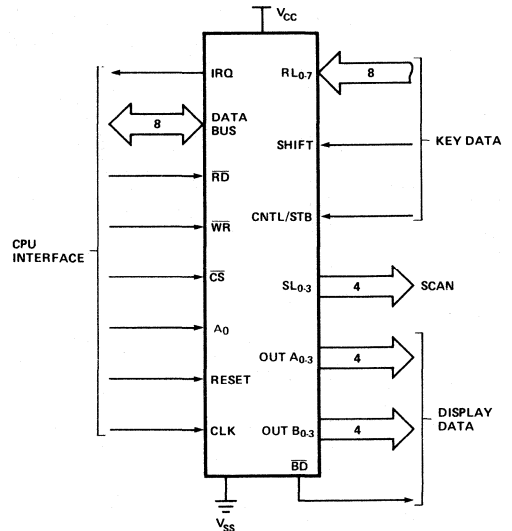 VCC
IRQ
RL0-7
8
DATA
BUS
8
SHIFT
KEY DATA
RD
CNTL/STB
WR
CPU
INTERFACE
CS
SL0-3
4
SCAN
A0
OUT A0-3
4
RESET
DISPLAY
DATA
CLK
OUT B0-3
4
BD
VSS